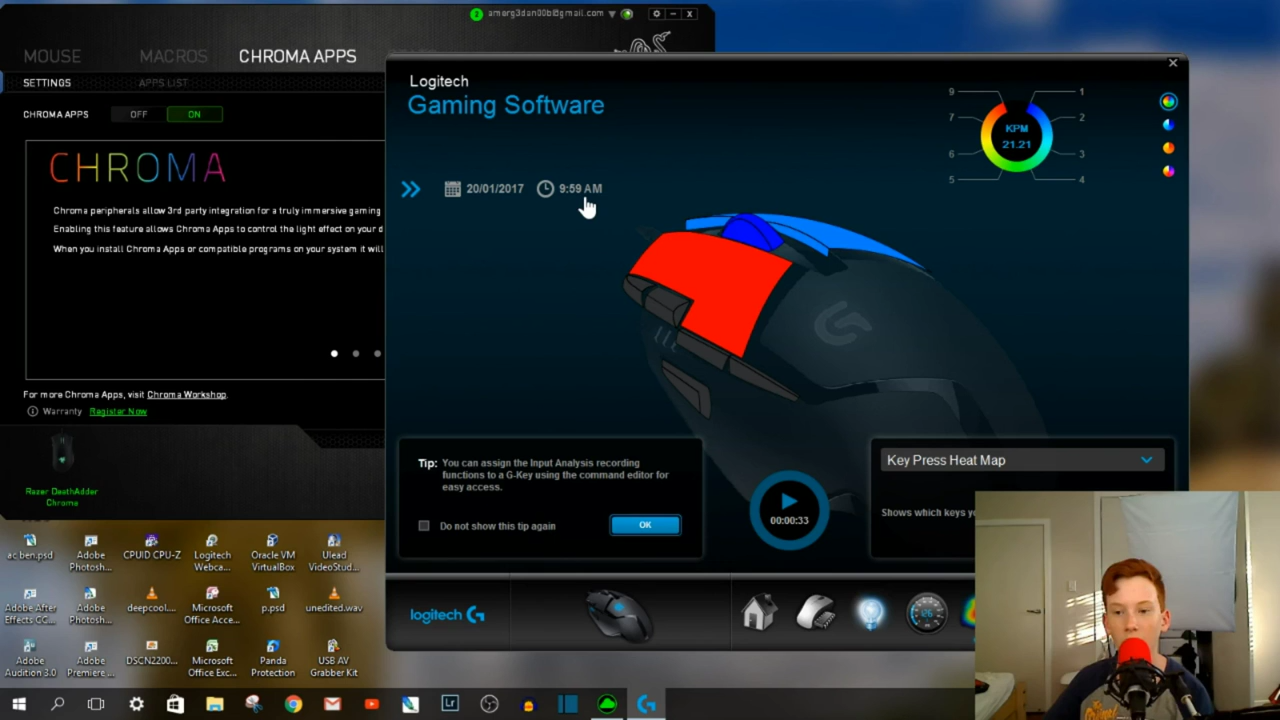 amerg3dan00b@gmail.com
MOUSE
MACROS
CHROMA APPS
SETTINGS
APPS LIST
CHROMA APPS
OFF
ON
CHROMA
Chroma peripherals allow 3rd party integration for a truly immersive gaming
Enabling this feature allows Chroma Apps to control the light effect on your d
When you install Chroma Apps or compatible programs on your system it will
For more Chroma Apps, visit Chroma Workshop.
Warranty Register Now
Razer DeathAdder
Chroma
Logitech
Gaming Software
20/01/2017
9:59 AM
KPM
21.21
9
7
6
5
1
2
3
4
Tip: You can assign the Input Analysis recording
functions to a G-Key using the command editor for
easy access.
Do not show this tip again
OK
00:00:33
Key Press Heat Map
Shows which keys yo
logitech G
26
ac ben.psd
Adobe
Photosh...
CPUID CPU-Z
Logitech
Webca...
Oracle VM
VirtualBox
Ulead
VideoStud...
Adobe After
Effects CC...
Adobe
Photosh...
deepcool....
Microsoft
Office Acce...
p.psd
unedited.wav
Adobe
Audition 3.0
Adobe
Premiere ...
DSCN2200...
Microsoft
Office Exc...
Panda
Protection
USB AV
Grabber Kit
Lr